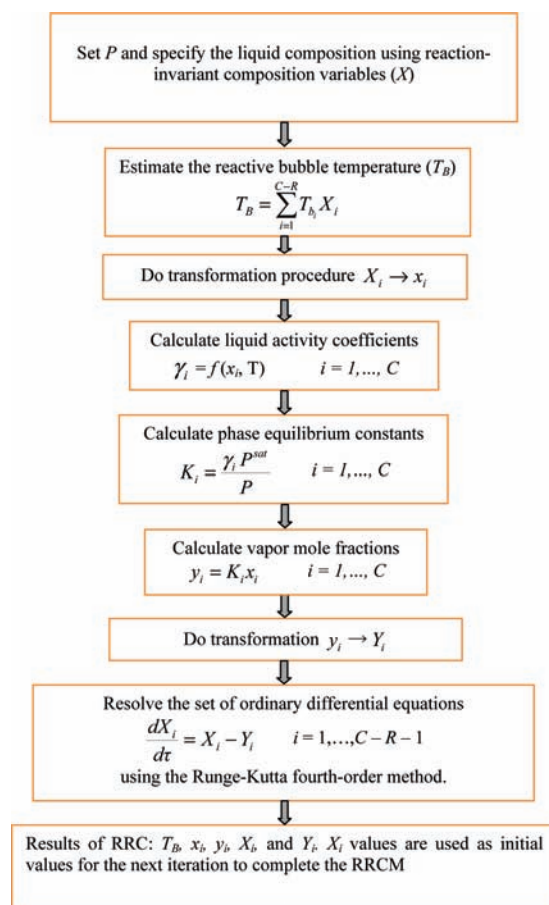 Set P and specify the liquid composition using reaction-
invariant composition variables (X)
Estimate the reactive bubble temperature (T_B)
T_B = \sum_{i=1}^{C-R} T_{b_i} X_i
Do transformation procedure X_i → x_i
Calculate liquid activity coefficients
γ_i = f(x_i, T) i = 1,..., C
Calculate phase equilibrium constants
K_i = \frac{γ_i P^{sat}}{P} i = 1,..., C
Calculate vapor mole fractions
y_i = K_i x_i i = 1,..., C
Do transformation y_i → Y_i
Resolve the set of ordinary differential equations
\frac{dX_i}{dτ} = X_i − Y_i i = 1,...,C − R − 1
using the Runge-Kutta fourth-order method.
Results of RRC: T_B, x_i, y_i, X_i, and Y_i. X_i values are used as initial
values for the next iteration to complete the RRCM